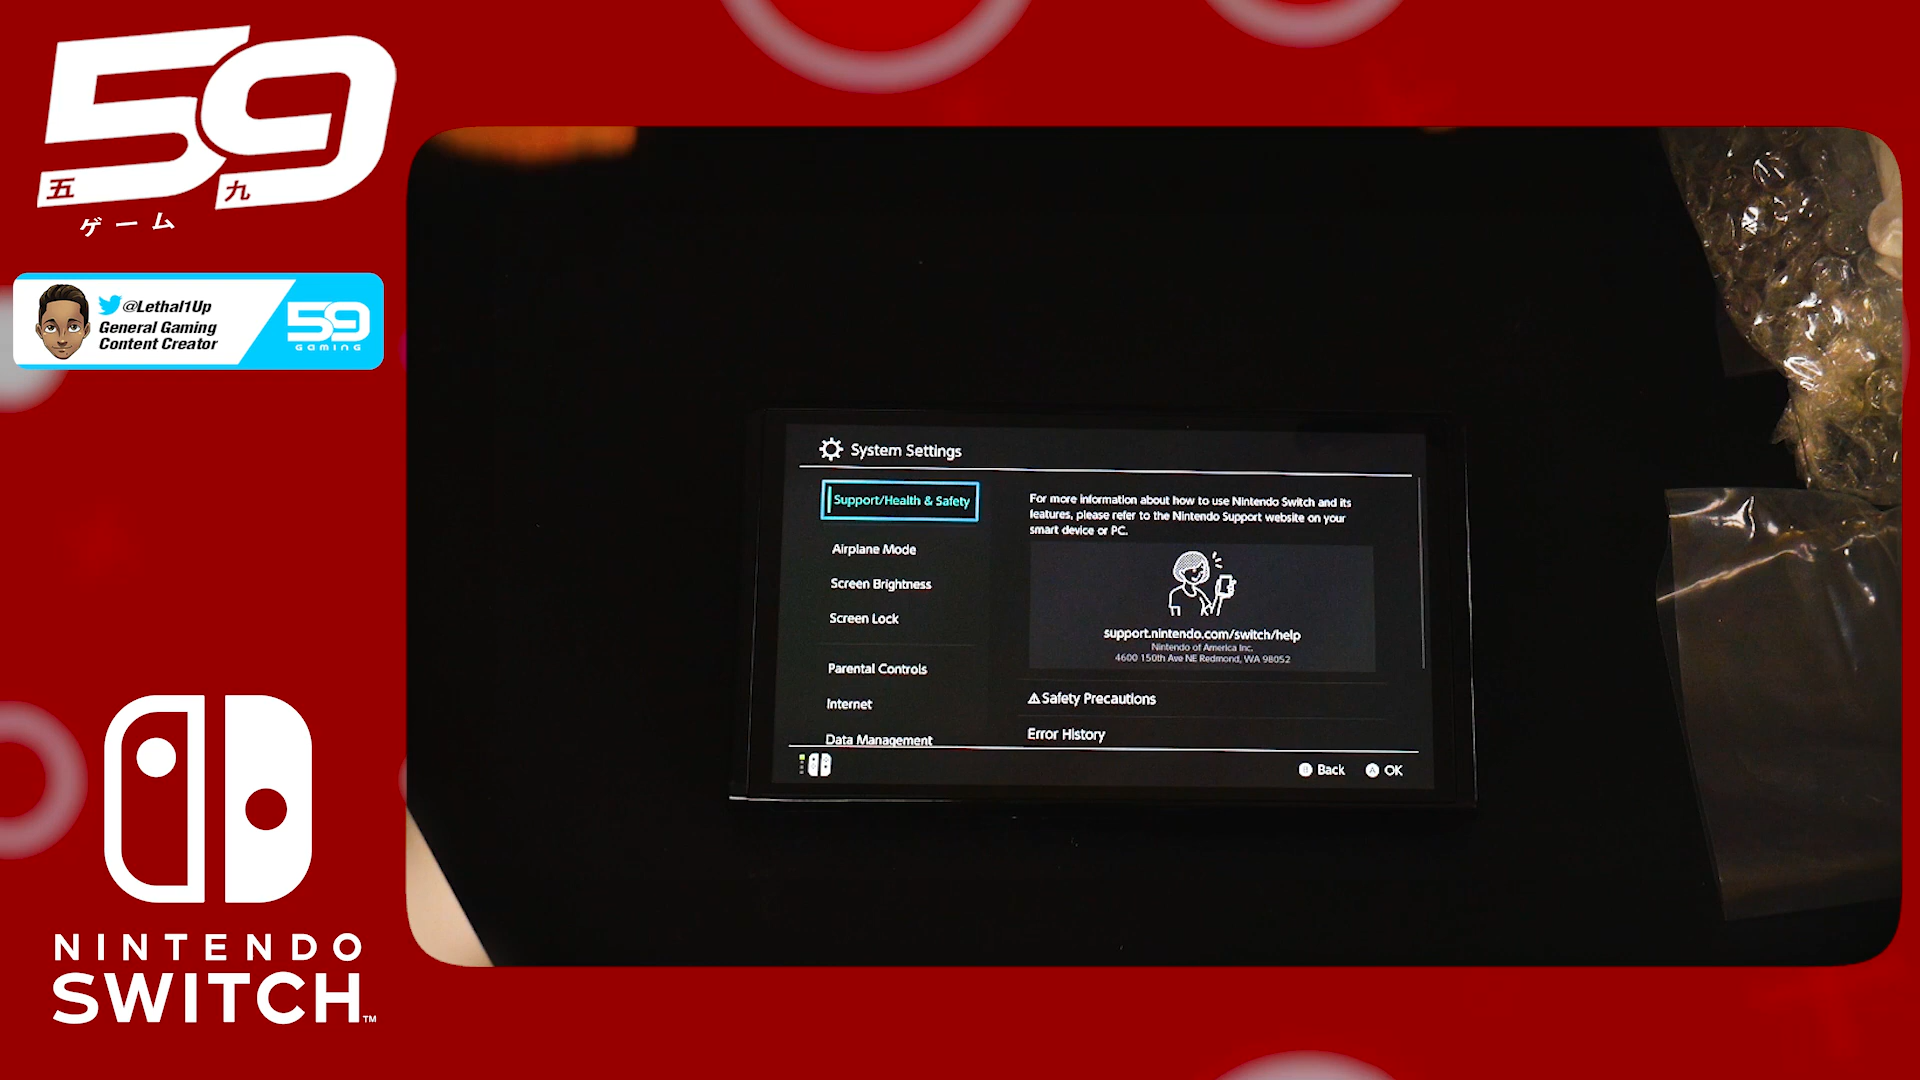 59
五 九
ゲーム
@Lethal1Up
General Gaming
Content Creator
59
GAMING
NINTENDO
SWITCH™
System Settings
Support/Health & Safety
Airplane Mode
Screen Brightness
Screen Lock
Parental Controls
Internet
Data Management
For more information about how to use Nintendo Switch and its
features, please refer to the Nintendo Support website on your
smart device or PC.
support.nintendo.com/switch/help
Nintendo of America Inc.
4600 150th Ave NE Redmond, WA 98052
Safety Precautions
Error History
B Back A OK